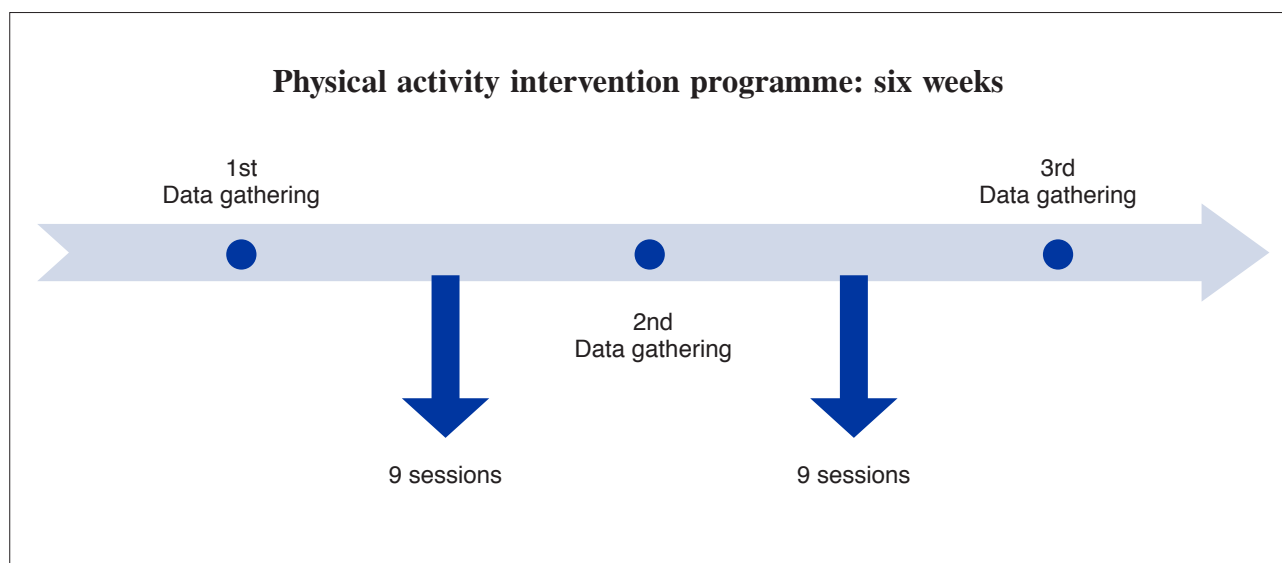 Physical activity intervention programme: six weeks
1st
Data gathering
3rd
Data gathering
2nd
Data gathering
9 sessions
9 sessions